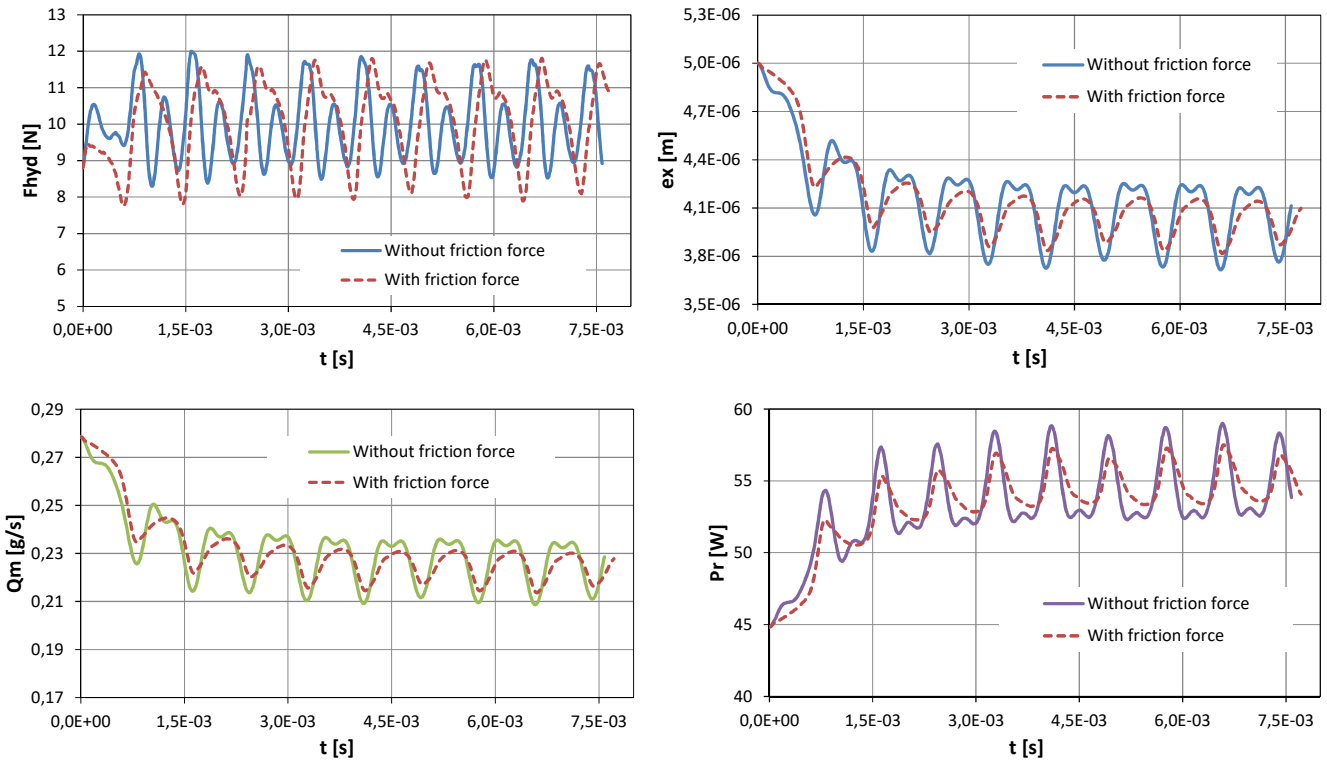 Fhyd [N]
13
12
11
10
9
8
7
6
5
Without friction force
With friction force
0,0E+00 1,5E-03 3,0E-03 4,5E-03 6,0E-03 7,5E-03
t [s]
ex [m]
5,3E-06
5,0E-06
4,7E-06
4,4E-06
4,1E-06
3,8E-06
3,5E-06
Without friction force
With friction force
0,0E+00 1,5E-03 3,0E-03 4,5E-03 6,0E-03 7,5E-03
t [s]
Qm [g/s]
0,29
0,27
0,25
0,23
0,21
0,19
0,17
Without friction force
With friction force
0,0E+00 1,5E-03 3,0E-03 4,5E-03 6,0E-03 7,5E-03
t [s]
Pr [W]
60
55
50
45
40
Without friction force
With friction force
0,0E+00 1,5E-03 3,0E-03 4,5E-03 6,0E-03 7,5E-03
t [s]